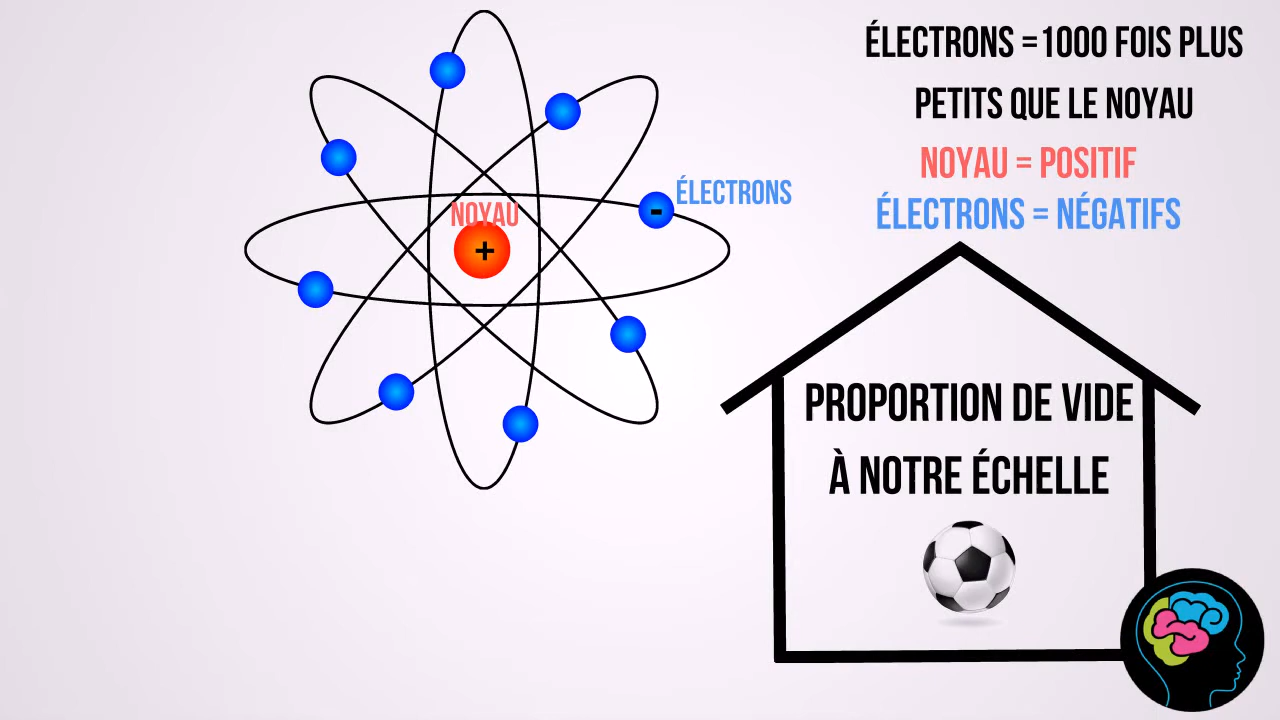 ÉLECTRONS =1000 FOIS PLUS
PETITS QUE LE NOYAU
NOYAU = POSITIF
ÉLECTRONS = NÉGATIFS
ÉLECTRONS
-
NOYAU
+
PROPORTION DE VIDE
À NOTRE ÉCHELLE